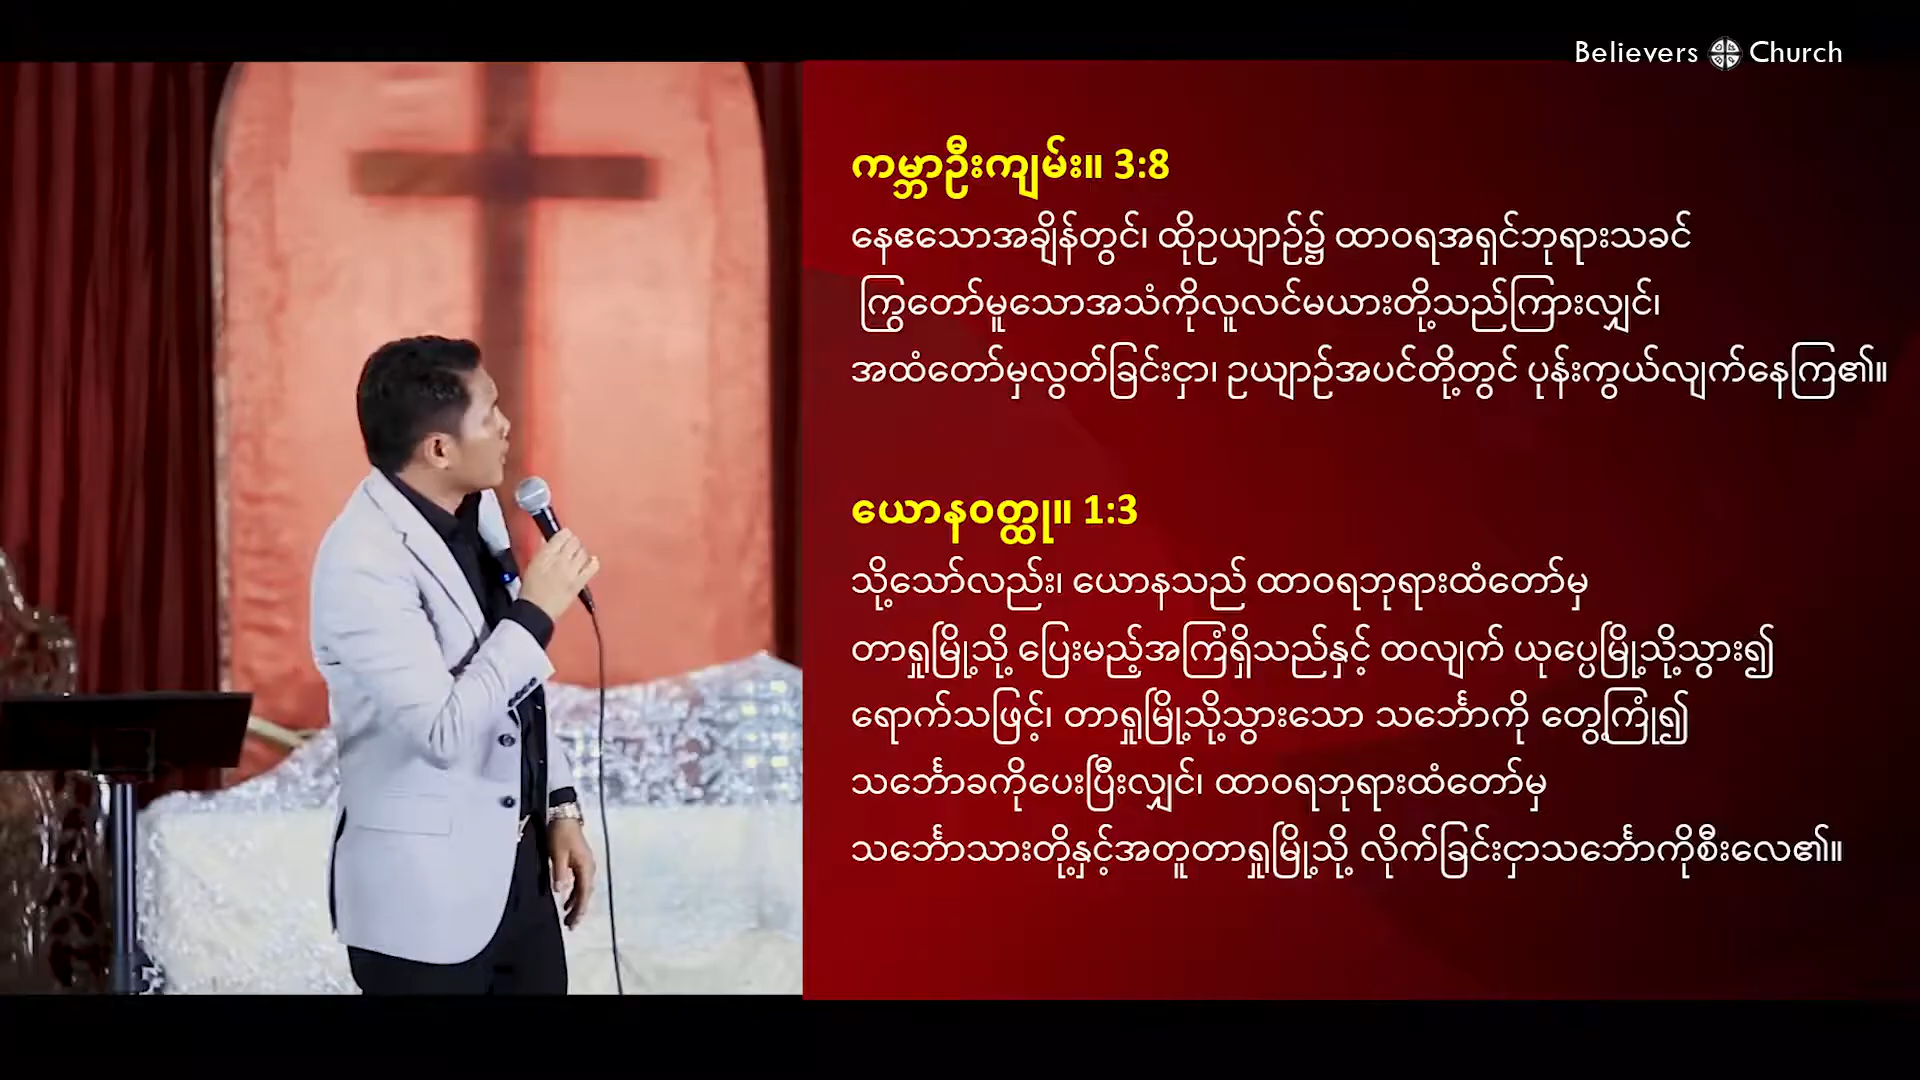 Believers Church
ကမ္ဘာဦးကျမ်း။ 3:8
နေဧသောအချိန်တွင်၊ ထိုဥယျာဉ်၌ ထာဝရအရှင်ဘုရားသခင်
ကြွတော်မူသောအသံကိုလူလင်မယားတို့သည်ကြားလျှင်၊
အထံတော်မှလွတ်ခြင်းငှာ၊ ဥယျာဉ်အပင်တို့တွင် ပုန်းကွယ်လျက်နေကြ၏။
ယောနဝတ္ထု။ 1:3
သို့သော်လည်း၊ ယောနသည် ထာဝရဘုရားထံတော်မှ
တာရှုမြို့သို့ ပြေးမည့်အကြံရှိသည်နှင့် ထလျက် ယုပ္ပေမြို့သို့သွား၍
ရောက်သဖြင့်၊ တာရှုမြို့သို့သွားသော သင်္ဘောကို တွေ့ကြုံ၍
သင်္ဘောခကိုပေးပြီးလျှင်၊ ထာဝရဘုရားထံတော်မှ
သင်္ဘောသားတို့နှင့်အတူတာရှုမြို့သို့ လိုက်ခြင်းငှာသင်္ဘောကိုစီးလေ၏။